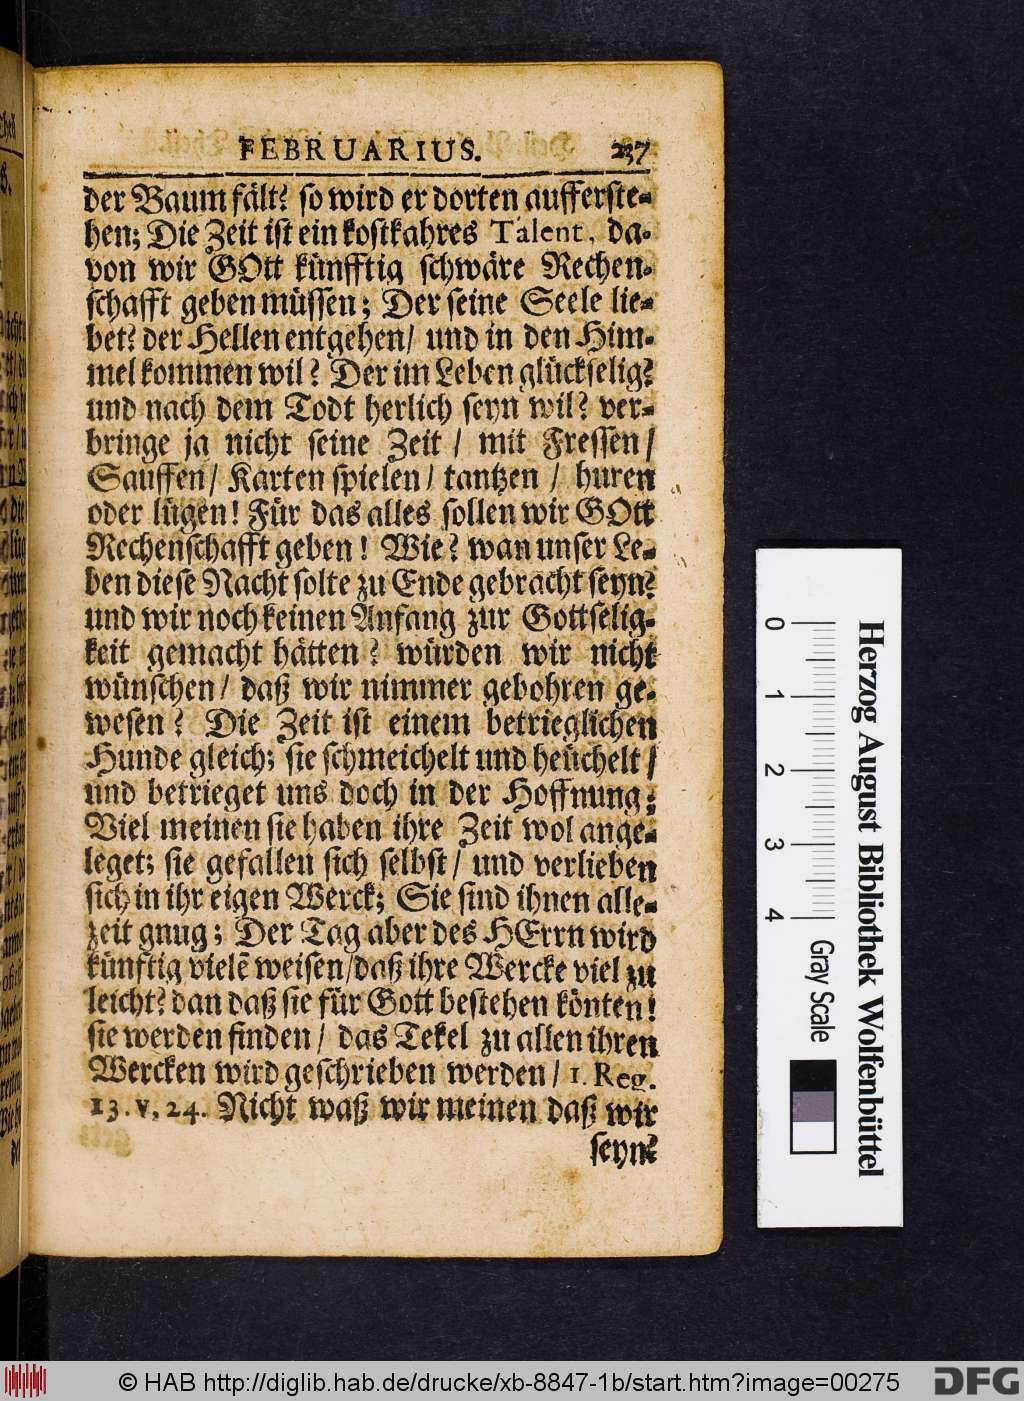 FEBRUARIUS. 237
der Baum fält? so wird er dorten aufferste-
hen; Die Zeit ist ein kostkahres Talent, da-
von wir GOtt künfftig schwäre Rechen-
schafft geben müssen; Der seine Seele lie-
bet? der Hellen entgehen/ und in den Him-
mel kommen wil? Der im Leben glückselig?
und nach dem Todt herlich seyn wil? ver-
bringe ja nicht seine Zeit / mit Fressen/
Sauffen/ Karten spielen/ tantzen / huren
oder lügen! Für das alles sollen wir GOtt
Rechenschafft geben! Wie? wan unser Le-
ben diese Nacht solte zu Ende gebracht seyn?
und wir noch keinen Anfang zur Gottselig-
keit gemacht hätten? würden wir nicht
wünschen/ daß wir nimmer gebohren ge-
wesen? Die Zeit ist einem betrieglichen
Hunde gleich; sie schmeichelt und heüchelt/
und betrieget uns doch in der Hoffnung;
Viel meinen sie haben ihre Zeit wol ange-
leget; sie gefallen sich selbst/ und verlieben
sich in ihr eigen Werck; Sie sind ihnen alle-
zeit gnug; Der Tag aber des HErrn wird
künftig vielē weisen/daß ihre Wercke viel zu
leicht? dan daß sie für Gott bestehen könten!
sie werden finden/ das Tekel zu allen ihren
Wercken wird geschrieben werden/ 1. Reg.
13. v, 24. Nicht waß wir meinen daß wir
seyn?
0 1 2 3 4
Gray Scale
Herzog August Bibliothek Wolfenbüttel
© HAB http://diglib.hab.de/drucke/xb-8847-1b/start.htm?image=00275
DFG